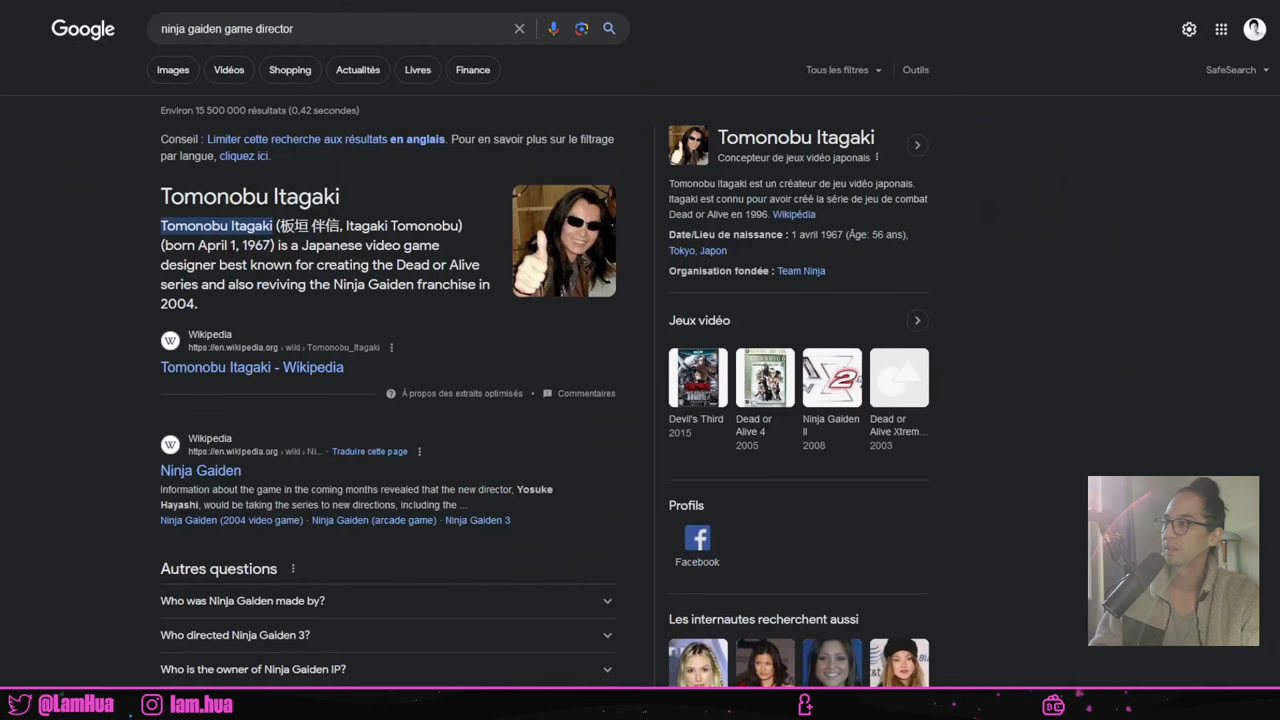 Google
ninja gaiden game director
Images
Vidéos
Shopping
Actualités
Livres
Finance
Tous les filtres
Outils
SafeSearch
Environ 15 500 000 résultats (0,42 secondes)
Conseil : Limiter cette recherche aux résultats en anglais. Pour en savoir plus sur le filtrage
par langue, cliquez ici.
Tomonobu Itagaki
Tomonobu Itagaki (板垣 伴信, Itagaki Tomonobu)
(born April 1, 1967) is a Japanese video game
designer best known for creating the Dead or Alive
series and also reviving the Ninja Gaiden franchise in
2004.
W
Wikipedia
https://en.wikipedia.org › wiki › Tomonobu_Itagaki
Tomonobu Itagaki - Wikipedia
À propos des extraits optimisés
• Commentaires
W
Wikipedia
https://en.wikipedia.org › wiki › Ni... · Traduire cette page
Ninja Gaiden
Information about the game in the coming months revealed that the new director, Yosuke
Hayashi, would be taking the series to new directions, including the ...
Ninja Gaiden (2004 video game) · Ninja Gaiden (arcade game) · Ninja Gaiden 3
Autres questions
Who was Ninja Gaiden made by?
Who directed Ninja Gaiden 3?
Who is the owner of Ninja Gaiden IP?
Tomonobu Itagaki
Concepteur de jeux vidéo japonais
Tomonobu Itagaki est un créateur de jeu vidéo japonais.
Itagaki est connu pour avoir créé la série de jeu de combat
Dead or Alive en 1996. Wikipédia
Date/Lieu de naissance : 1 avril 1967 (Âge: 56 ans),
Tokyo, Japon
Organisation fondée : Team Ninja
Jeux vidéo
Devil's Third
2015
Dead or
Alive 4
2005
Ninja Gaiden
II
2008
Dead or
Alive Xtrem...
2003
Profils
Facebook
Les internautes recherchent aussi
@LamHua
lam.hua